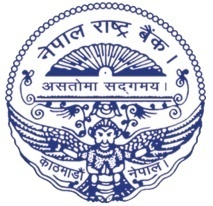 नेपाल राष्ट्र बैंक।
असतोमा सद्गमय।
काठमाडौं नेपाल।